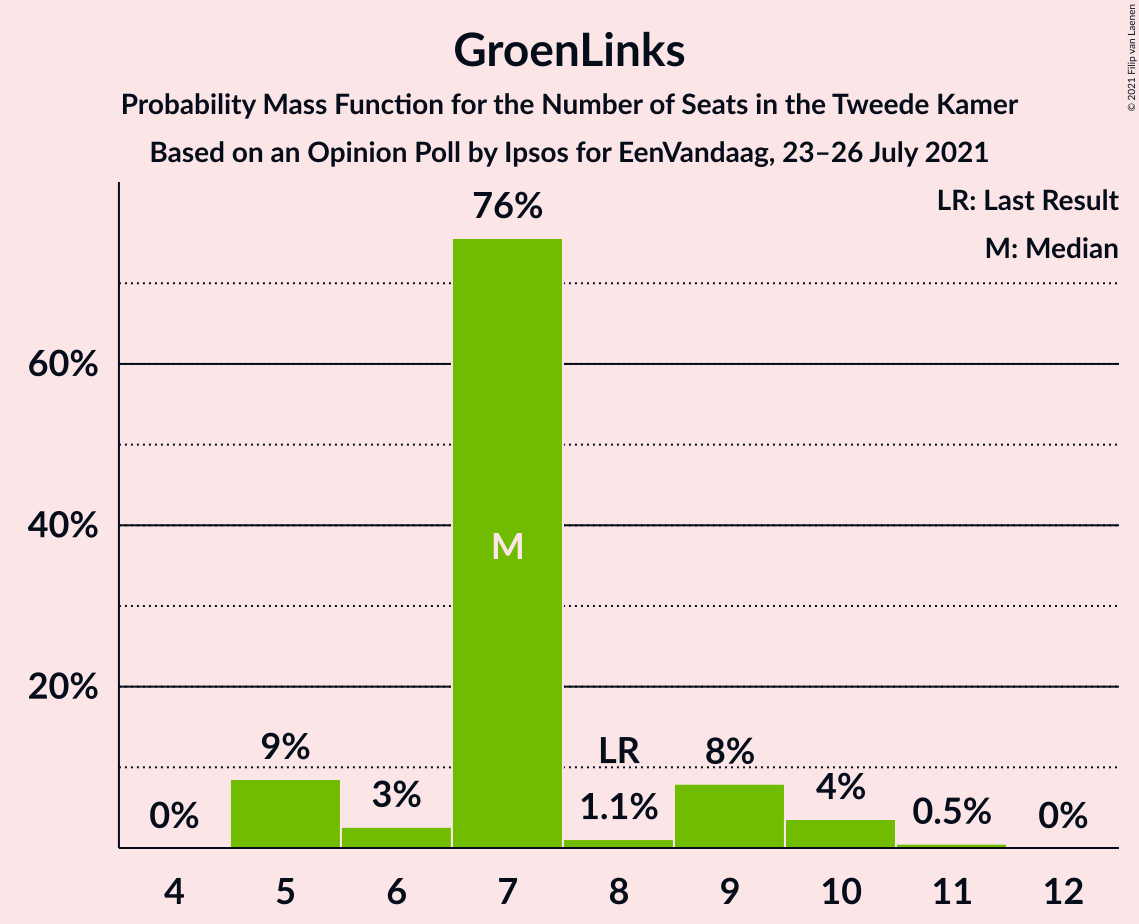 GroenLinks
Probability Mass Function for the Number of Seats in the Tweede Kamer
Based on an Opinion Poll by Ipsos for EenVandaag, 23–26 July 2021
© 2021 Filip van Laenen
LR: Last Result
M: Median
76%
60%
40%
20%
M
9%
3%
LR
8%
4%
0%
1.1%
0.5%
0%
4 5 6 7 8 9 10 11 12